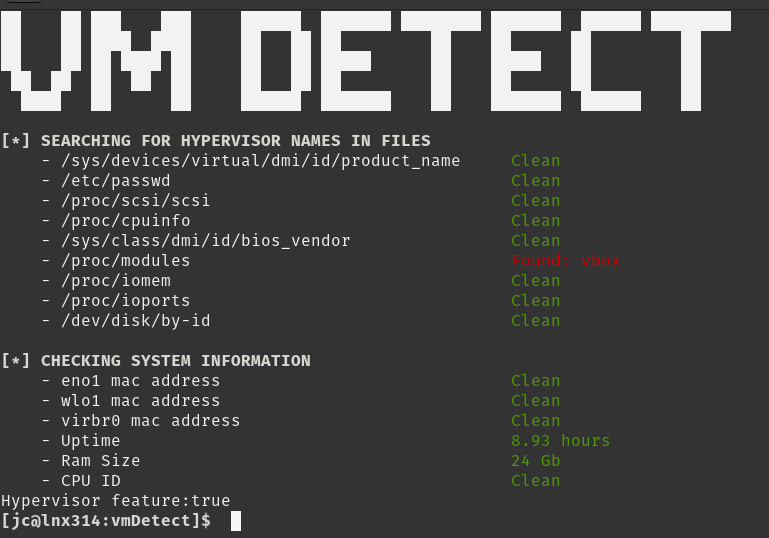 VM DETECT
[*] SEARCHING FOR HYPERVISOR NAMES IN FILES
- /sys/devices/virtual/dmi/id/product_name Clean
- /etc/passwd Clean
- /proc/scsi/scsi Clean
- /proc/cpuinfo Clean
- /sys/class/dmi/id/bios_vendor Clean
- /proc/modules Found: vbox
- /proc/iomem Clean
- /proc/ioports Clean
- /dev/disk/by-id Clean
[*] CHECKING SYSTEM INFORMATION
- eno1 mac address Clean
- wlo1 mac address Clean
- virbr0 mac address Clean
- Uptime 8.93 hours
- Ram Size 24 Gb
- CPU ID Clean
Hypervisor feature:true
[jc@lnx314:vmDetect]$